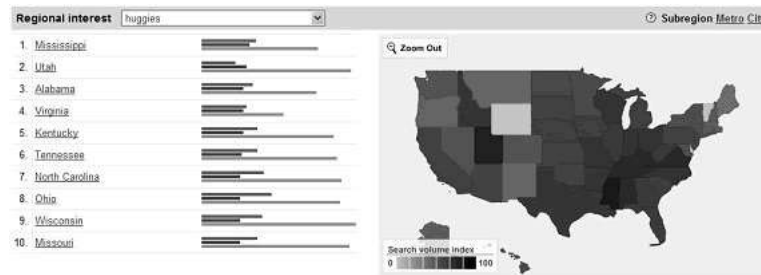 Regional interest huggies Subregion Metro Cit
Zoom Out
1. Mississippi
2. Utah
3. Alabama
4. Virginia
5. Kentucky
6. Tennessee
7. North Carolina
8. Ohio
9. Wisconsin
10. Missouri
Search volume index
0 100